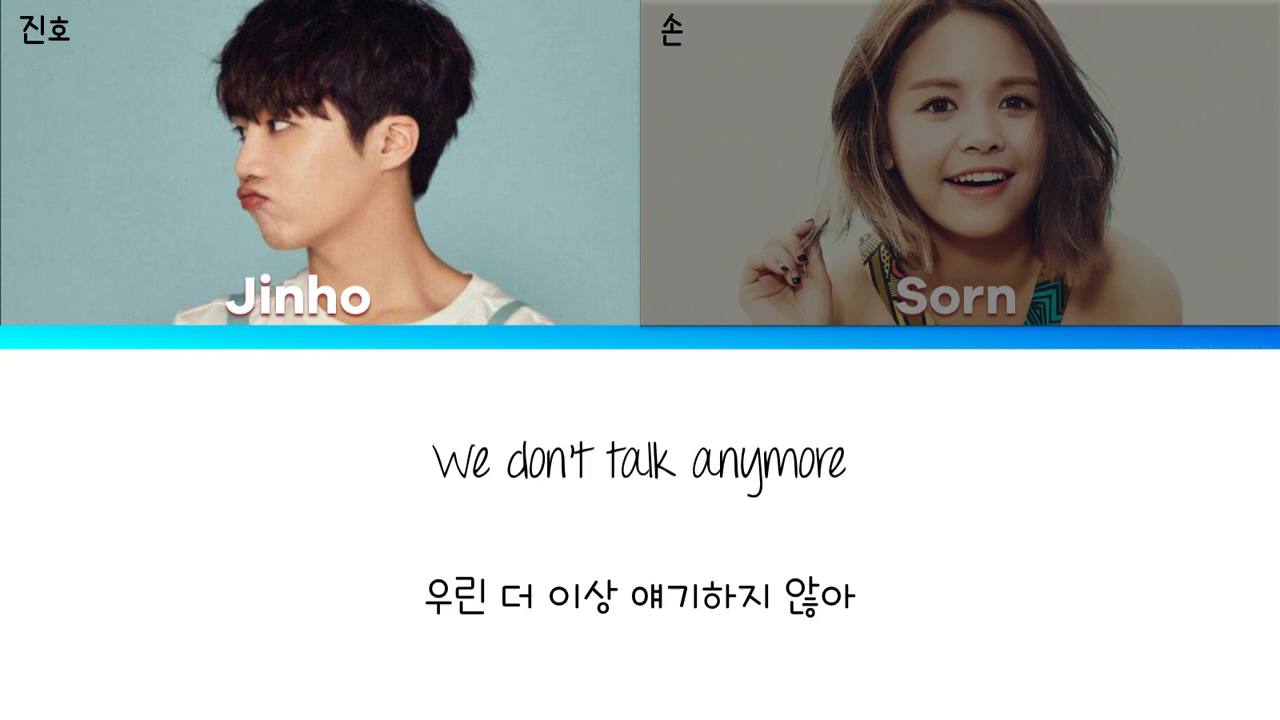 진호
손
Jinho
Sorn
We don't talk anymore
우린 더 이상 얘기하지 않아